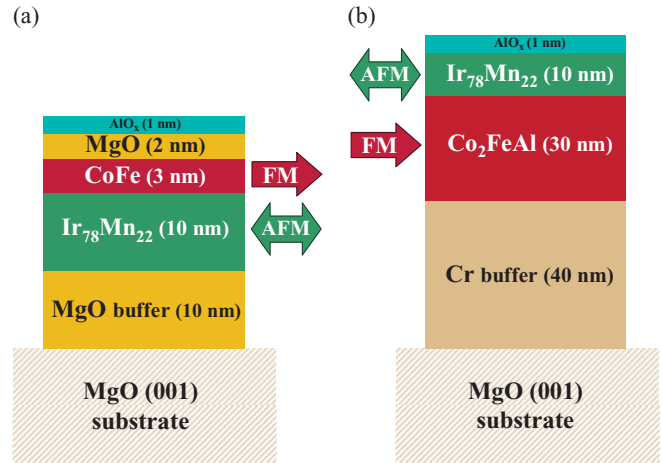 (a)
AlOx (1 nm)
MgO (2 nm)
CoFe (3 nm)
FM
Ir78Mn22 (10 nm)
AFM
MgO buffer (10 nm)
MgO (001)
substrate
(b)
AlOx (1 nm)
AFM
Ir78Mn22 (10 nm)
FM
Co2FeAl (30 nm)
Cr buffer (40 nm)
MgO (001)
substrate